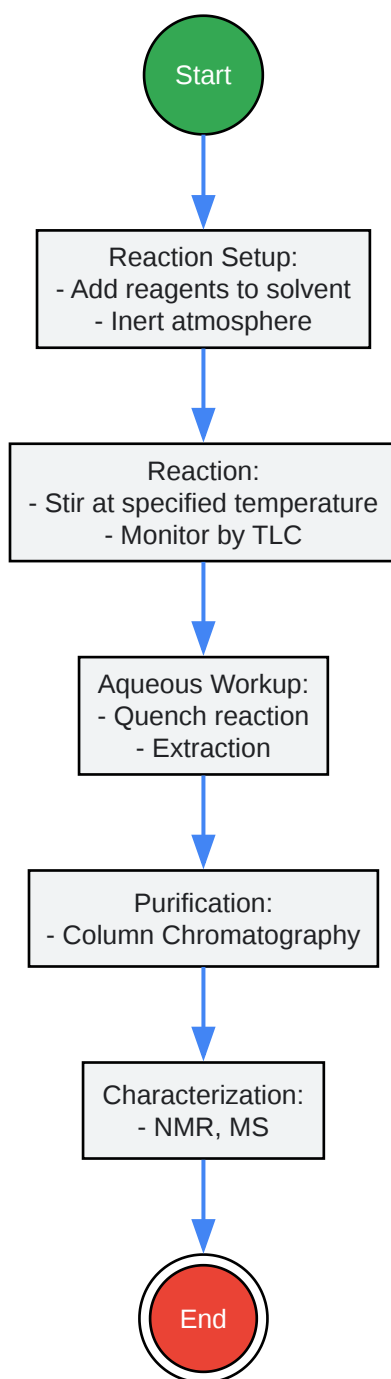 Start
Reaction Setup:
- Add reagents to solvent
- Inert atmosphere
Reaction:
- Stir at specified temperature
- Monitor by TLC
Aqueous Workup:
- Quench reaction
- Extraction
Purification:
- Column Chromatography
Characterization:
- NMR, MS
End